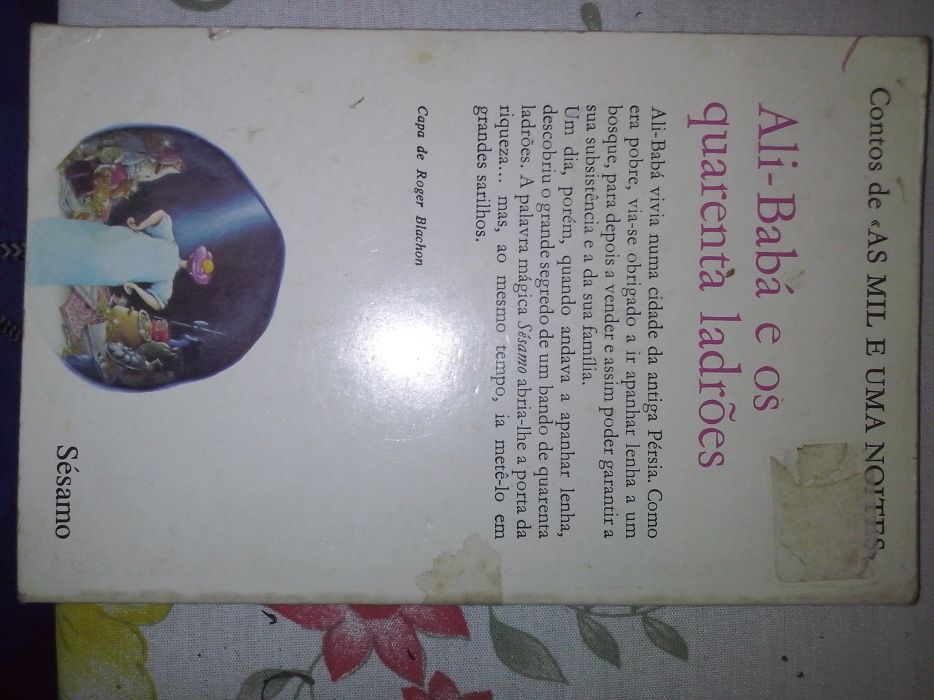 Contos de «AS MIL E UMA NOITES»
Ali-Babá e os
quarenta ladrões
Ali-Babá vivia numa cidade da antiga Pérsia. Como
era pobre, via-se obrigado a ir apanhar lenha a um
bosque, para depois a vender e assim poder garantir a
sua subsistência e a da sua família.
Um dia, porém, quando andava a apanhar lenha,
descobriu o grande segredo de um bando de quarenta
ladrões. A palavra mágica Sésamo abria-lhe a porta da
riqueza... mas, ao mesmo tempo, ia metê-lo em
grandes sarilhos.
Capa de Roger Blachon
Sésamo